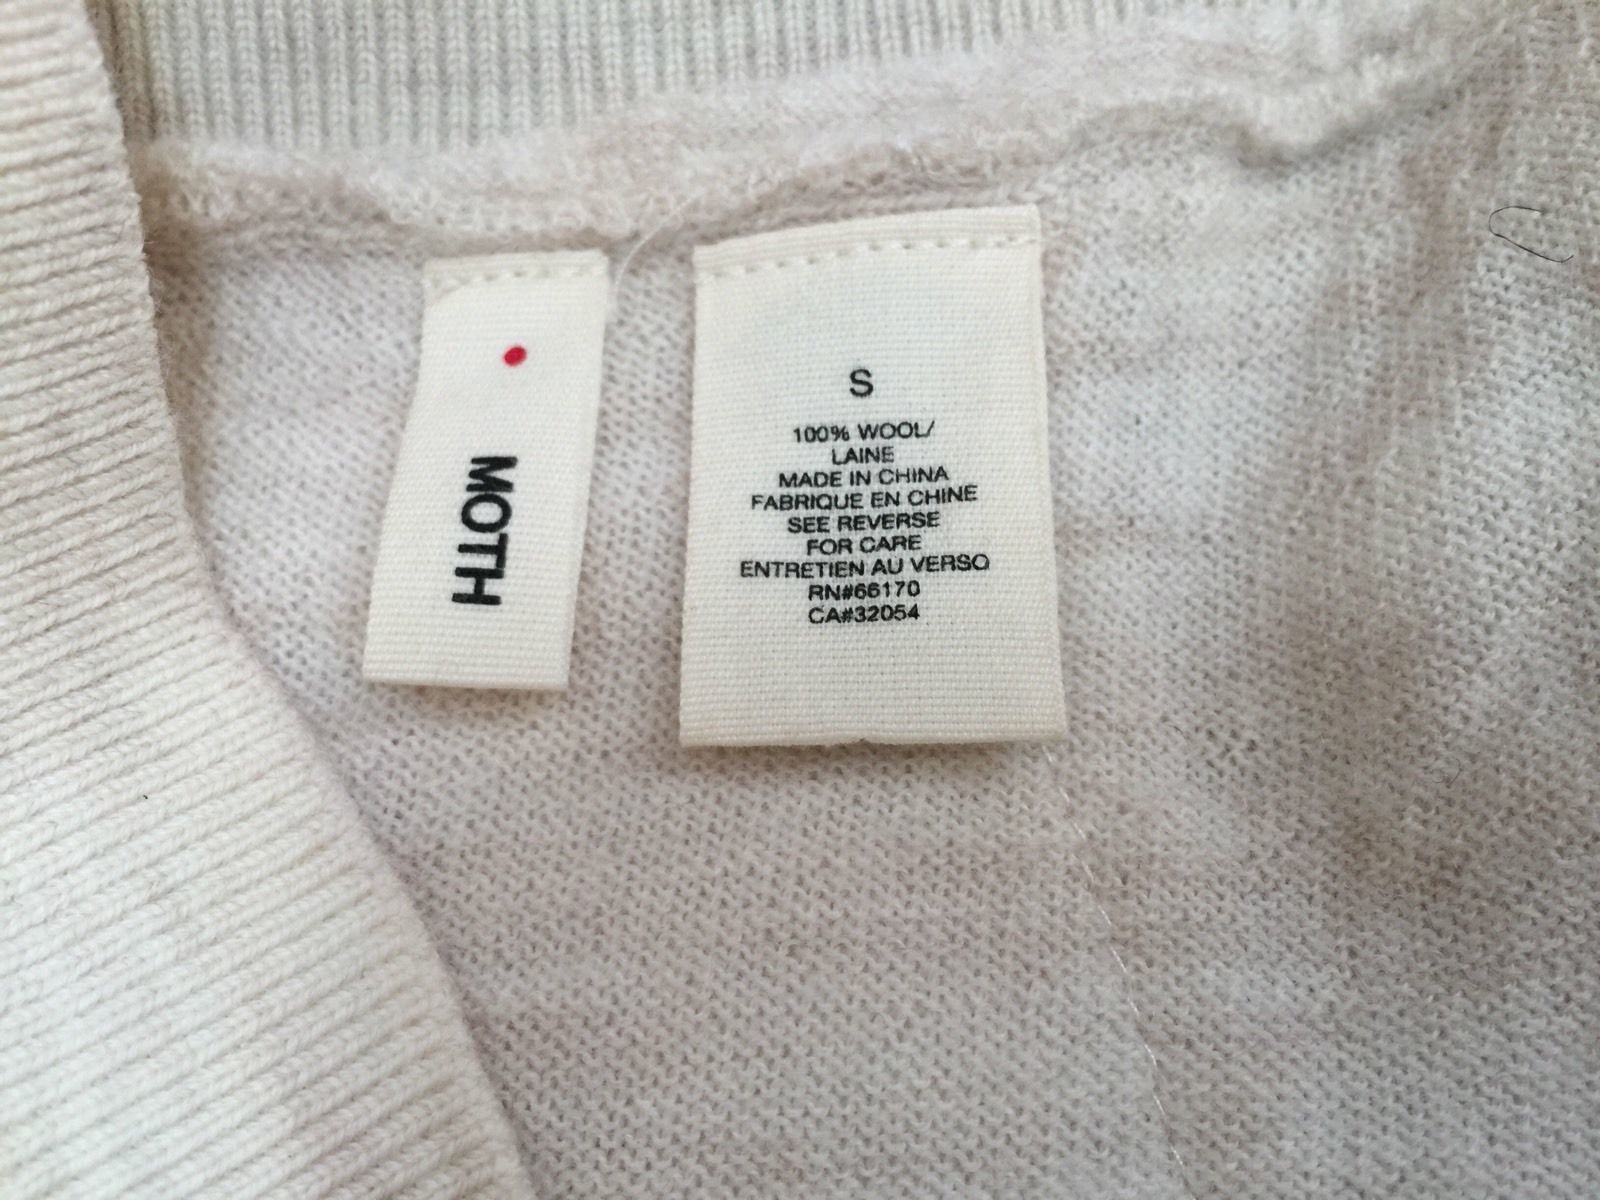 MOTH
S
100% WOOL/
LAINE
MADE IN CHINA
FABRIQUE EN CHINE
SEE REVERSE
FOR CARE
ENTRETIEN AU VERSO
RN#66170
CA#32054